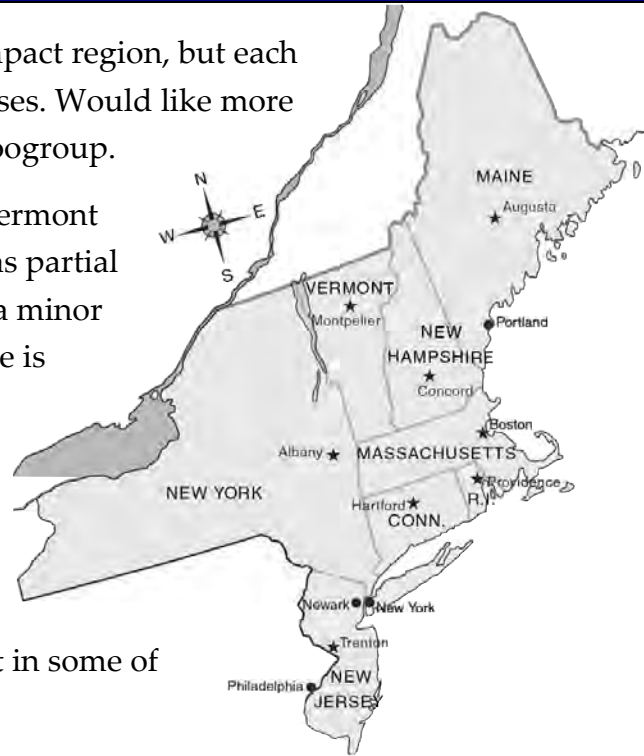 npact region, but each
ses. Would like more
ogroup.
ermont
as partial
a minor
e is
t in some of
N
E
W
S
MAINE
Augusta
VERMONT
Montpelier
Portland
NEW
HAMPSHIRE
Concord
Boston
Albany
MASSACHUSETTS
Providence
NEW YORK
Hartford
R.I.
CONN.
Newark
New York
Trenton
Philadelphia
NEW
JERSEY